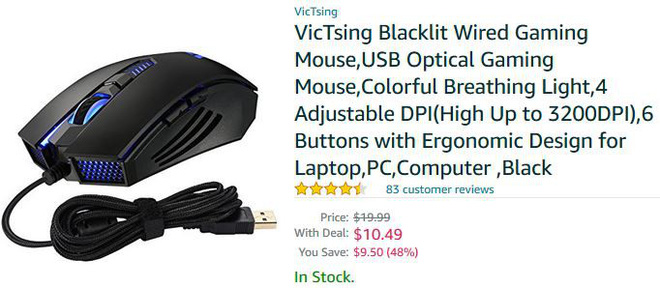 VicTsing
VicTsing Blacklit Wired Gaming
Mouse,USB Optical Gaming
Mouse,Colorful Breathing Light,4
Adjustable DPI(High Up to 3200DPI),6
Buttons with Ergonomic Design for
Laptop,PC,Computer ,Black
83 customer reviews
Price: $19.99
With Deal: $10.49
You Save: $9.50 (48%)
In Stock.